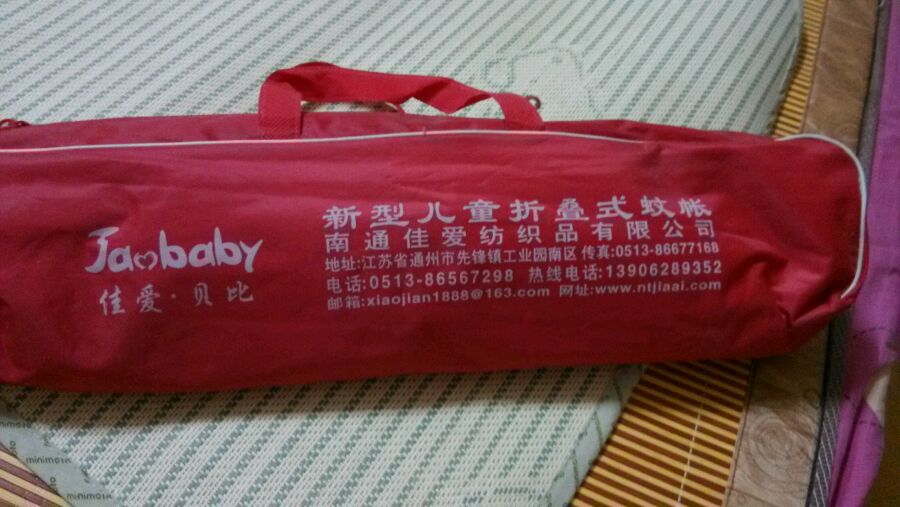 Jaobaby
佳爱·贝比
新型儿童折叠式蚊帐
南通佳爱纺织品有限公司
地址:江苏省通州市先锋镇工业园南区 传真:0513-86677168
电话:0513-86567298 热线电话:13906289352
邮箱:xiaojian1888@163.com 网址:www.ntjiaai.com
minimoto
minimoto